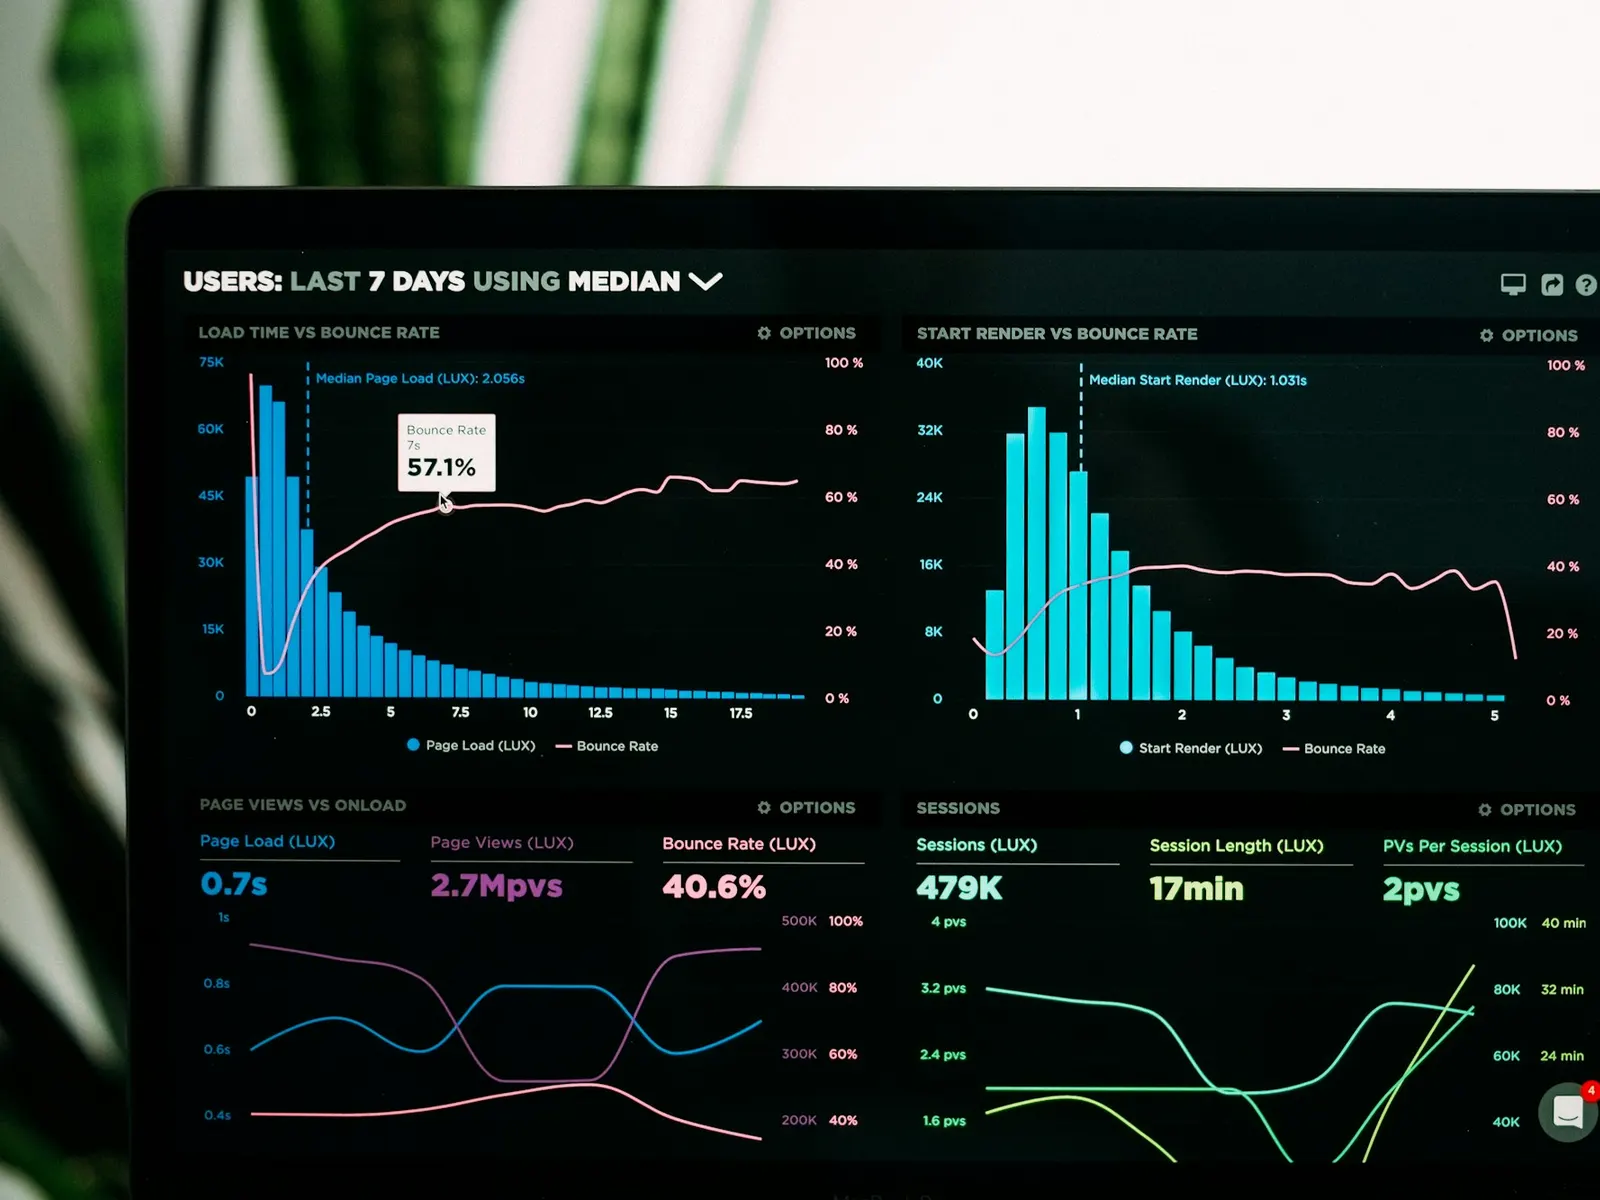 USERS: LAST 7 DAYS USING MEDIAN
LOAD TIME VS BOUNCE RATE
OPTIONS
75K
60K
45K
30K
15K
0
Median Page Load (LUX): 2.056s
Bounce Rate
7s
57.1%
100 %
80 %
60 %
40 %
20 %
0 %
0 2.5 5 7.5 10 12.5 15 17.5
Page Load (LUX) Bounce Rate
START RENDER VS BOUNCE RATE
OPTIONS
40K
32K
24K
16K
8K
0
Median Start Render (LUX): 1.031s
100 %
80 %
60 %
40 %
20 %
0 %
0 1 2 3 4 5
Start Render (LUX) Bounce Rate
PAGE VIEWS VS ONLOAD
OPTIONS
Page Load (LUX) Page Views (LUX) Bounce Rate (LUX)
0.7s 2.7Mpvs 40.6%
1s
0.8s
0.6s
0.4s
500K 100%
400K 80%
300K 60%
200K 40%
SESSIONS
OPTIONS
Sessions (LUX) Session Length (LUX) PVs Per Session (LUX)
479K 17min 2pvs
4 pvs
3.2 pvs
2.4 pvs
1.6 pvs
100K 40 min
80K 32 min
60K 24 min
40K
4
?